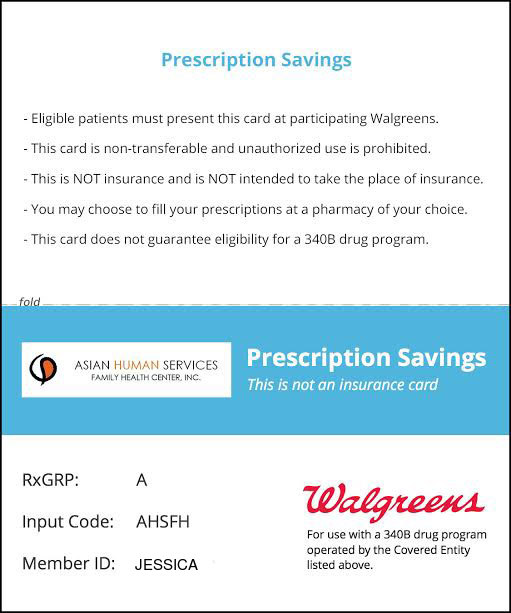 Prescription Savings
- Eligible patients must present this card at participating Walgreens.
- This card is non-transferable and unauthorized use is prohibited.
- This is NOT insurance and is NOT intended to take the place of insurance.
- You may choose to fill your prescriptions at a pharmacy of your choice.
- This card does not guarantee eligibility for a 340B drug program.
fold
ASIAN HUMAN SERVICES
FAMILY HEALTH CENTER, INC.
Prescription Savings
This is not an insurance card
RxGRP: A
Input Code: AHSFH
Member ID: JESSICA
Walgreens
For use with a 340B drug program
operated by the Covered Entity
listed above.